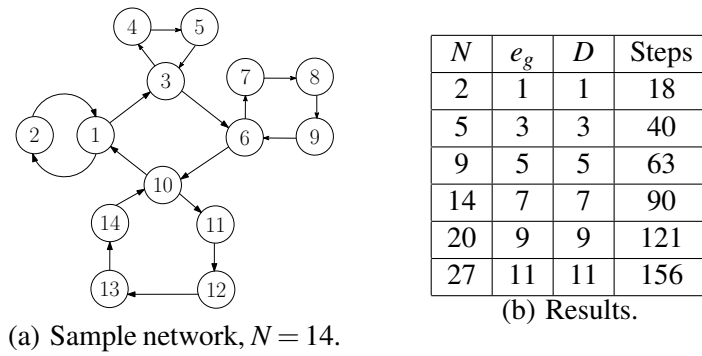 4 5
3
7 8
2 1
6 9
10
14 11
13 12
(a) Sample network, N = 14.
N e_g D Steps
2 1 1 18
5 3 3 40
9 5 5 63
14 7 7 90
20 9 9 121
27 11 11 156
(b) Results.